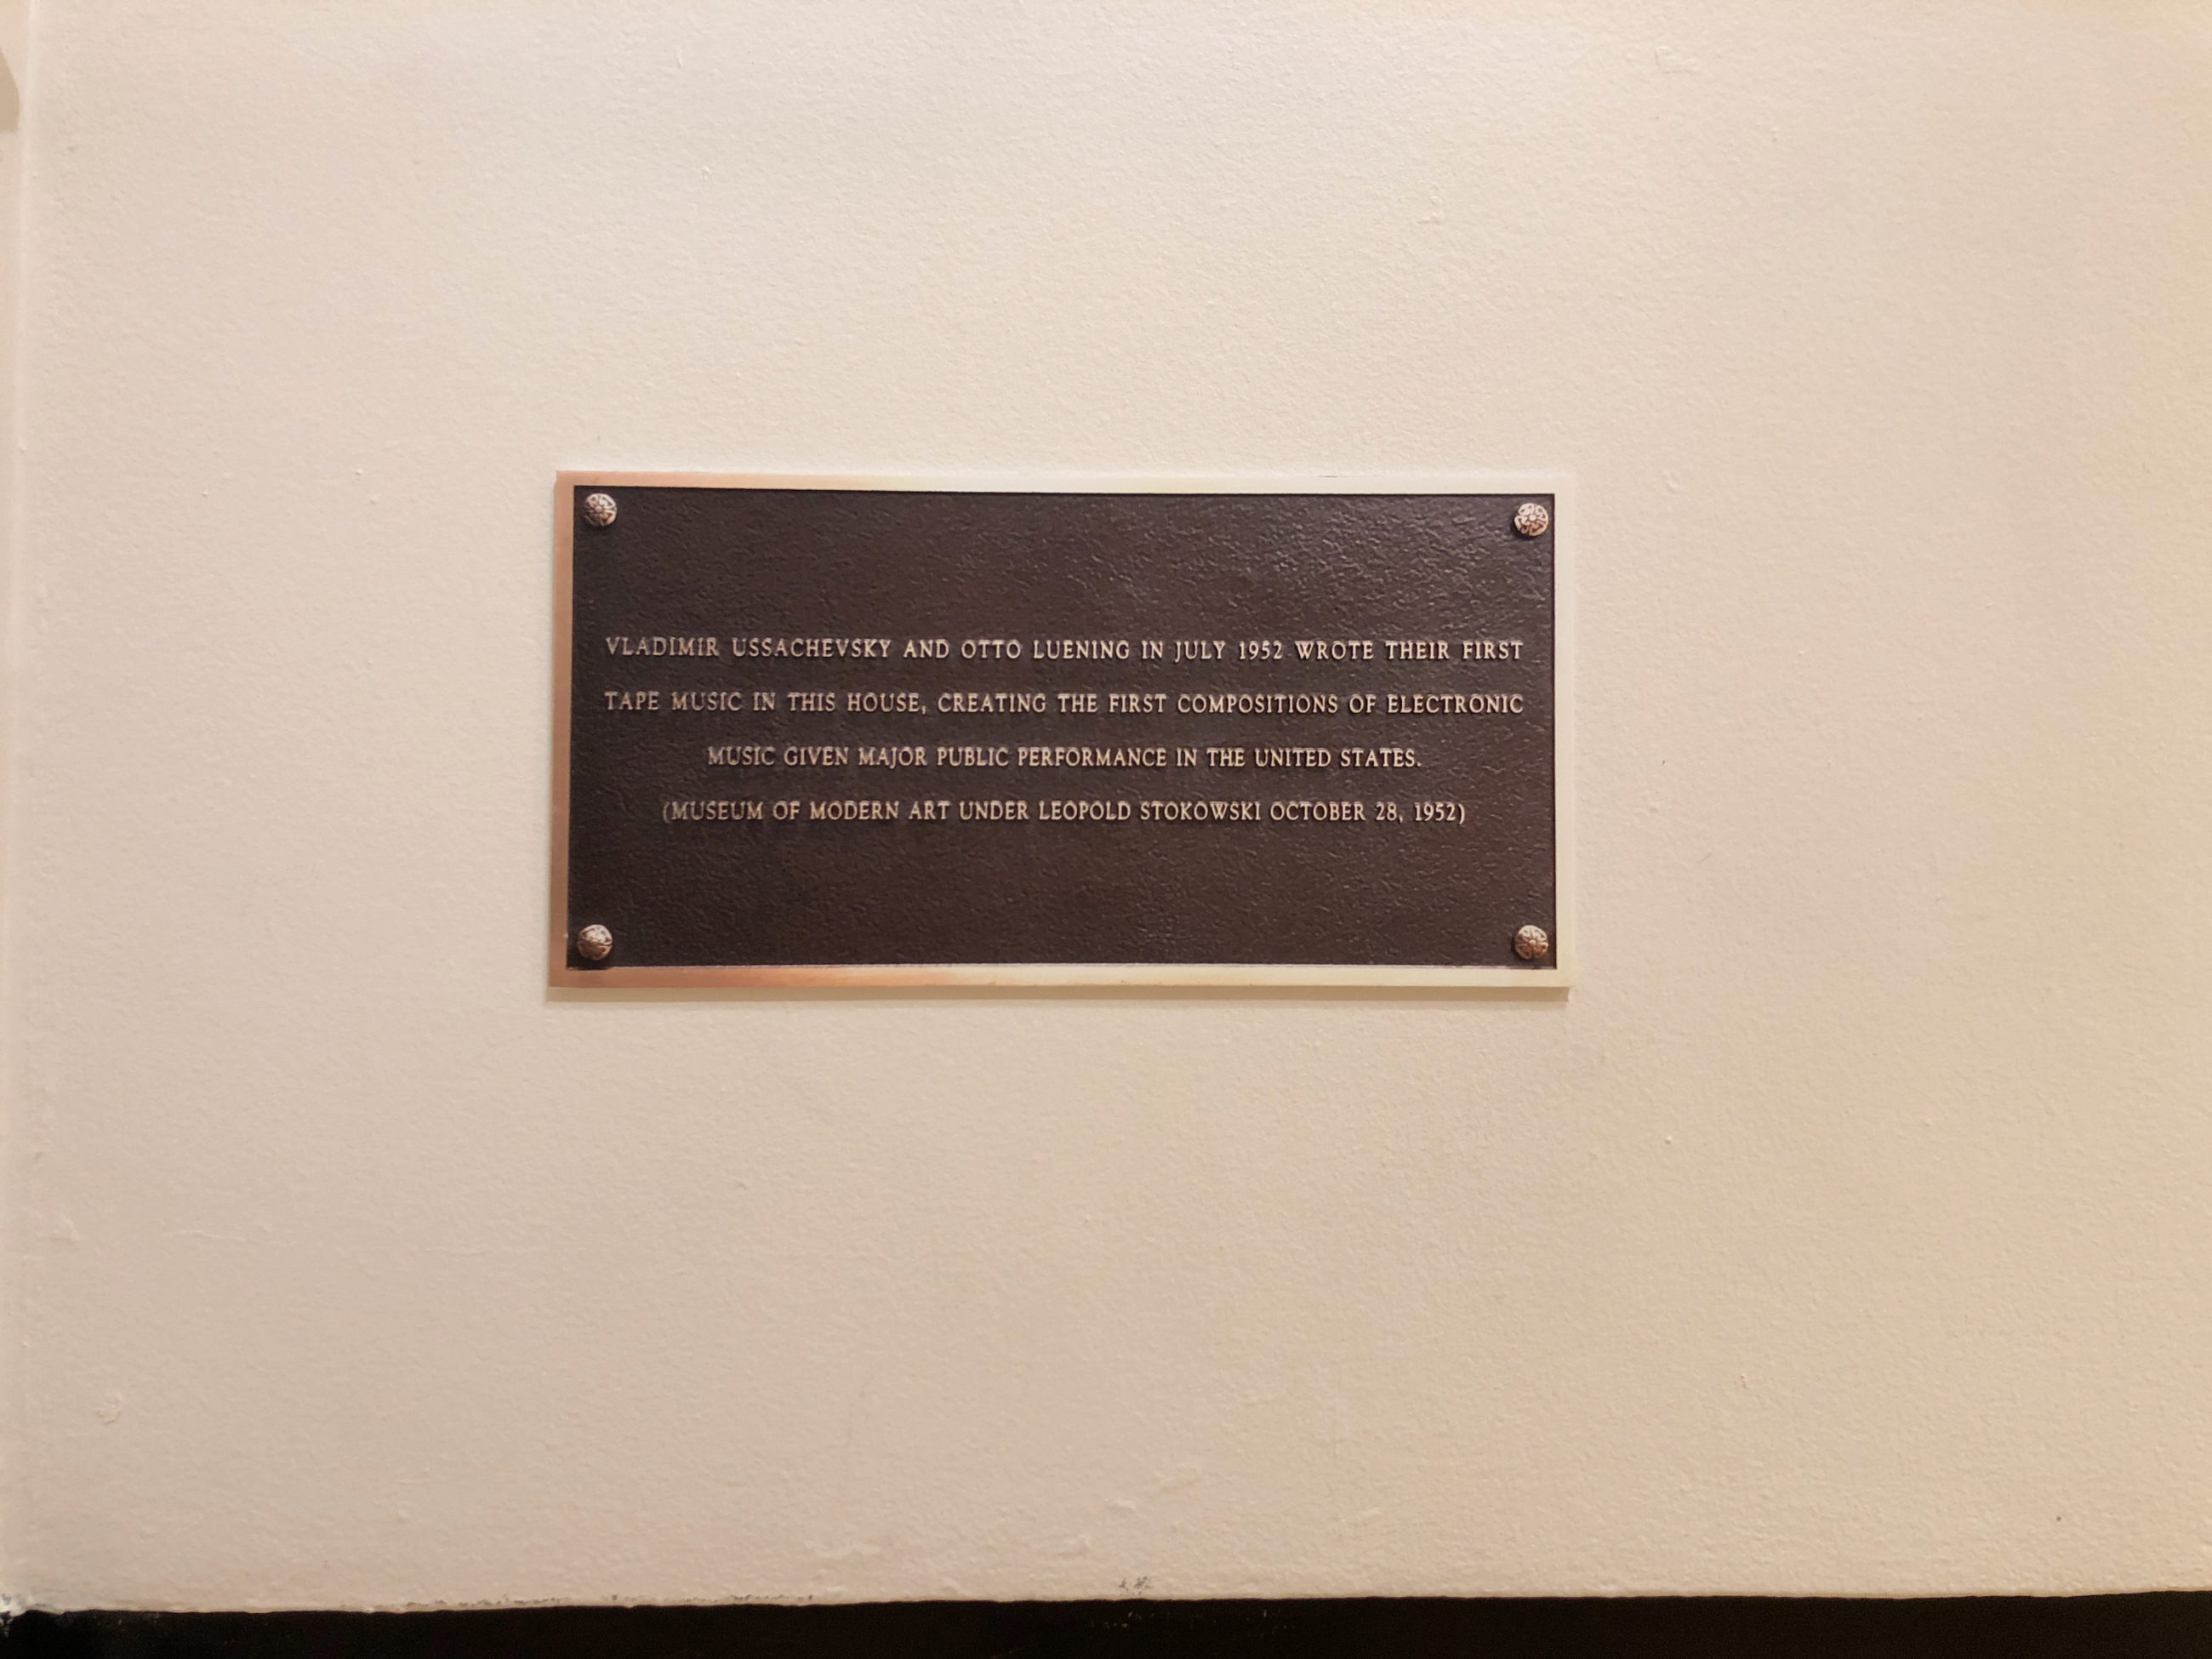 VLADIMIR USSACHEVSKY AND OTTO LUENING IN JULY 1952 WROTE THEIR FIRST
TAPE MUSIC IN THIS HOUSE, CREATING THE FIRST COMPOSITIONS OF ELECTRONIC
MUSIC GIVEN MAJOR PUBLIC PERFORMANCE IN THE UNITED STATES.
(MUSEUM OF MODERN ART UNDER LEOPOLD STOKOWSKI OCTOBER 28, 1952)